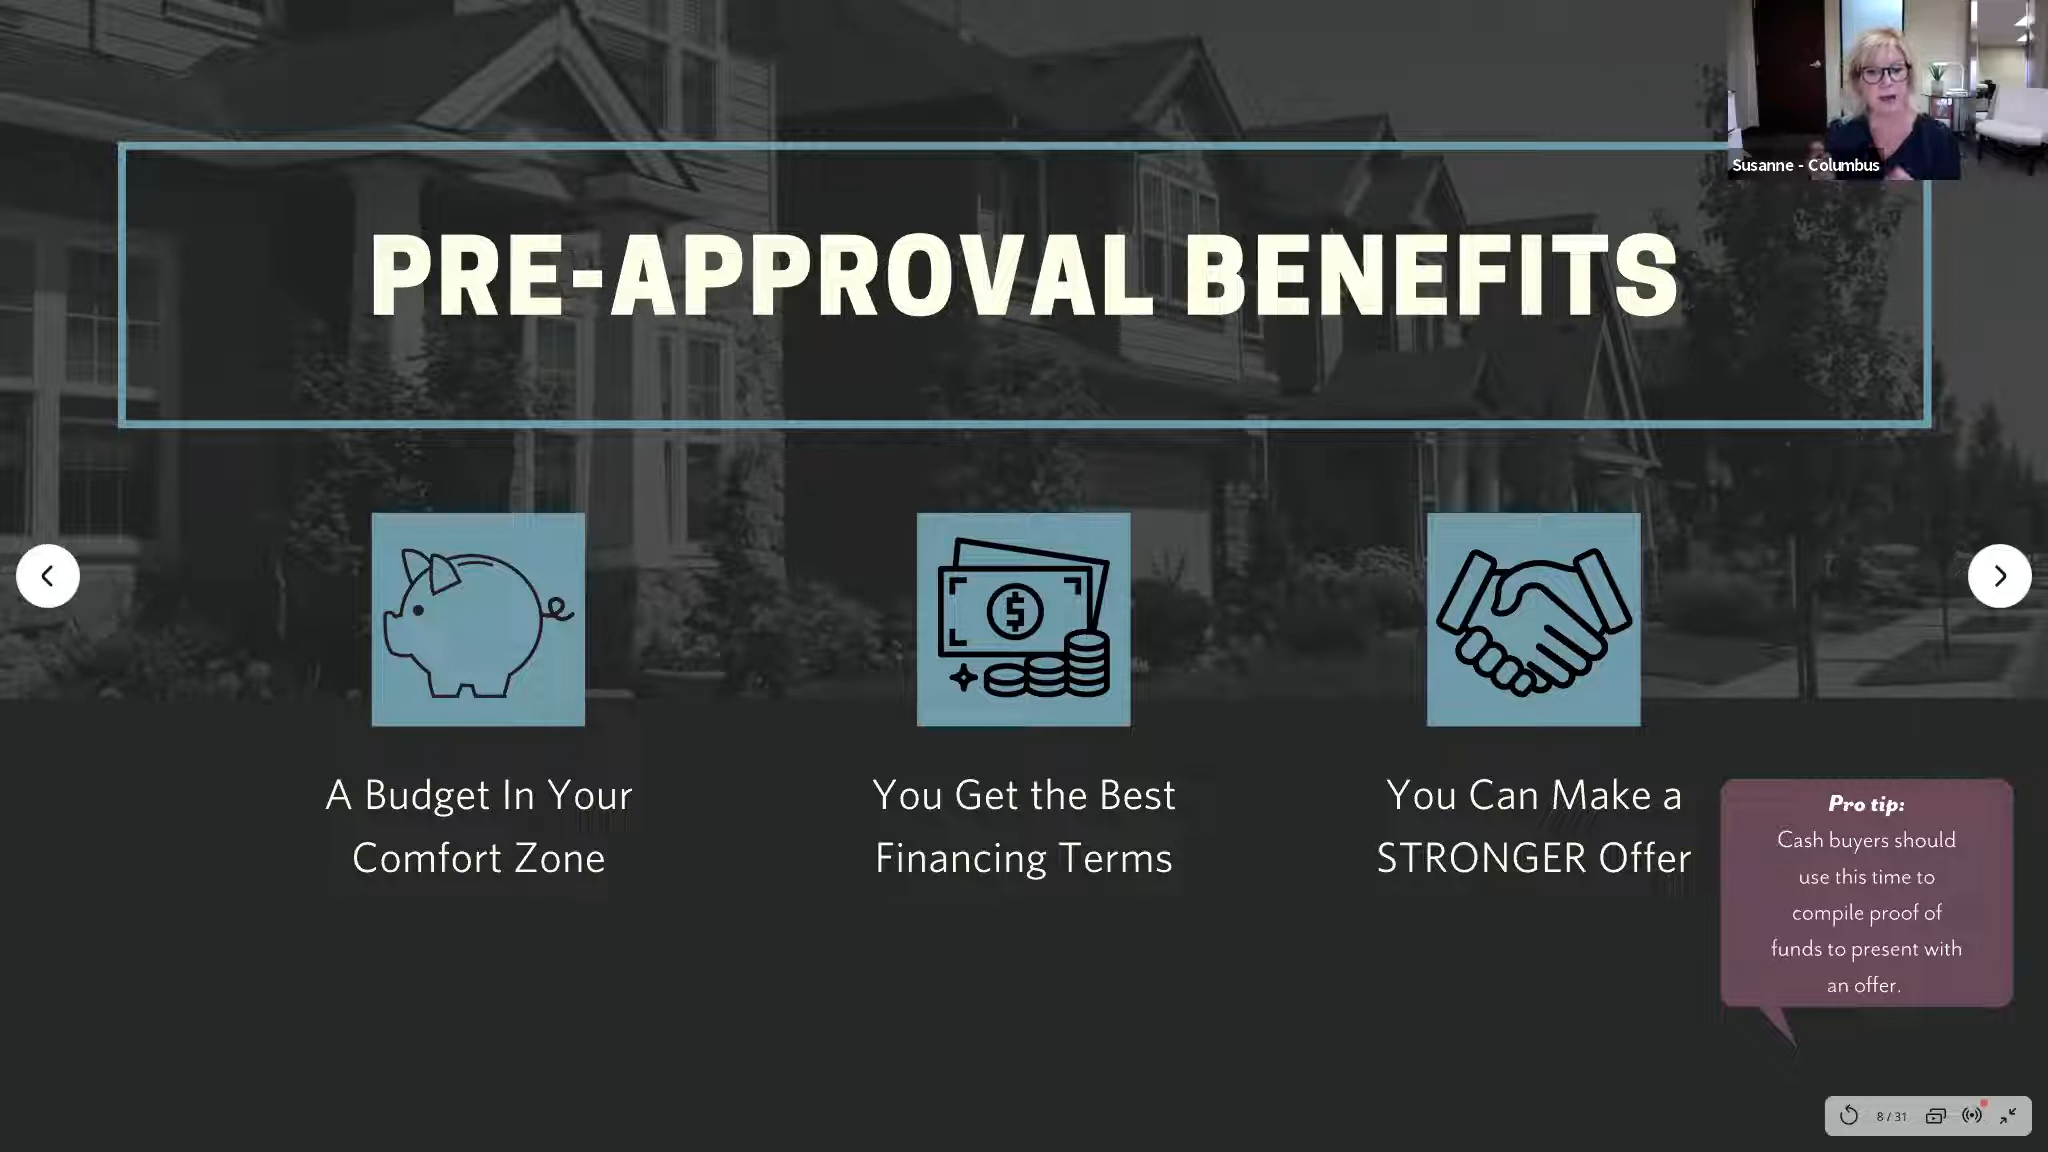 Susanne - Columbus
PRE-APPROVAL BENEFITS
A Budget In Your
Comfort Zone
You Get the Best
Financing Terms
You Can Make a
STRONGER Offer
Pro tip:
Cash buyers should
use this time to
compile proof of
funds to present with
an offer.
8 / 31